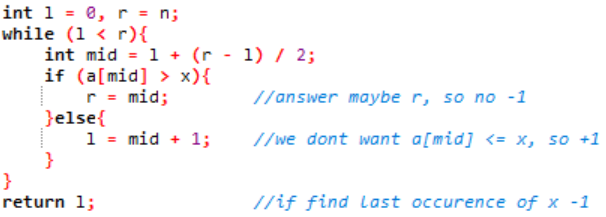 int l = 0, r = n;
while (l < r){
    int mid = l + (r - l) / 2;
    if (a[mid] > x){
        r = mid;        //answer maybe r, so no -1
    }else{
        l = mid + 1;    //we dont want a[mid] <= x, so +1
    }
}
return l;               //if find last occurence of x -1